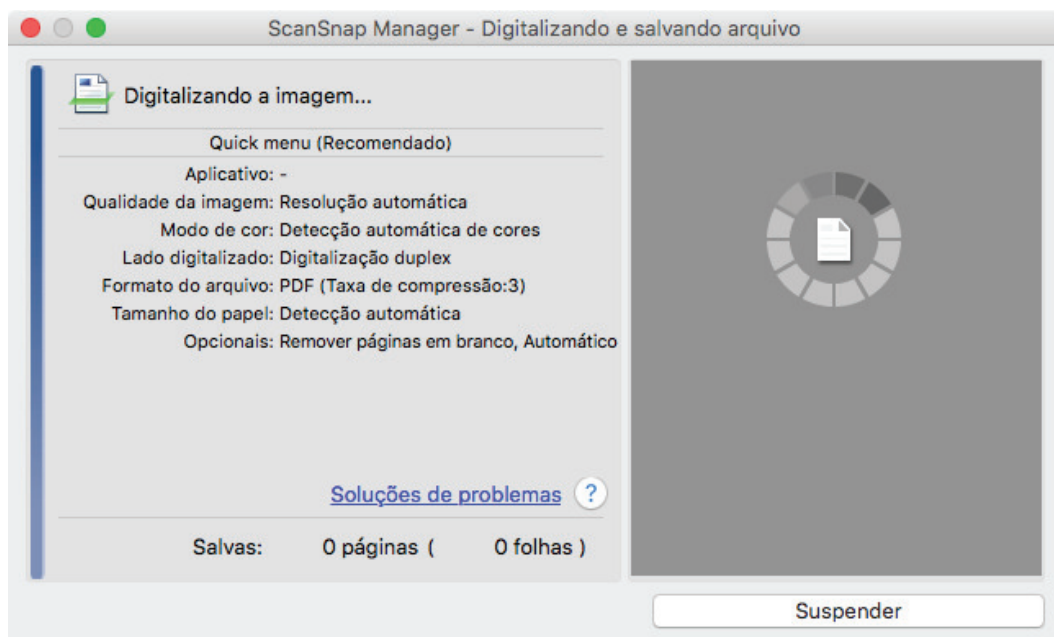 ScanSnap Manager - Digitalizando e salvando arquivo
Digitalizando a imagem...
Quick menu (Recomendado)
Aplicativo: -
Qualidade da imagem: Resolução automática
Modo de cor: Detecção automática de cores
Lado digitalizado: Digitalização duplex
Formato do arquivo: PDF (Taxa de compressão:3)
Tamanho do papel: Detecção automática
Opcionais: Remover páginas em branco, Automático
Soluções de problemas ?
Salvas: 0 páginas ( 0 folhas )
Suspender